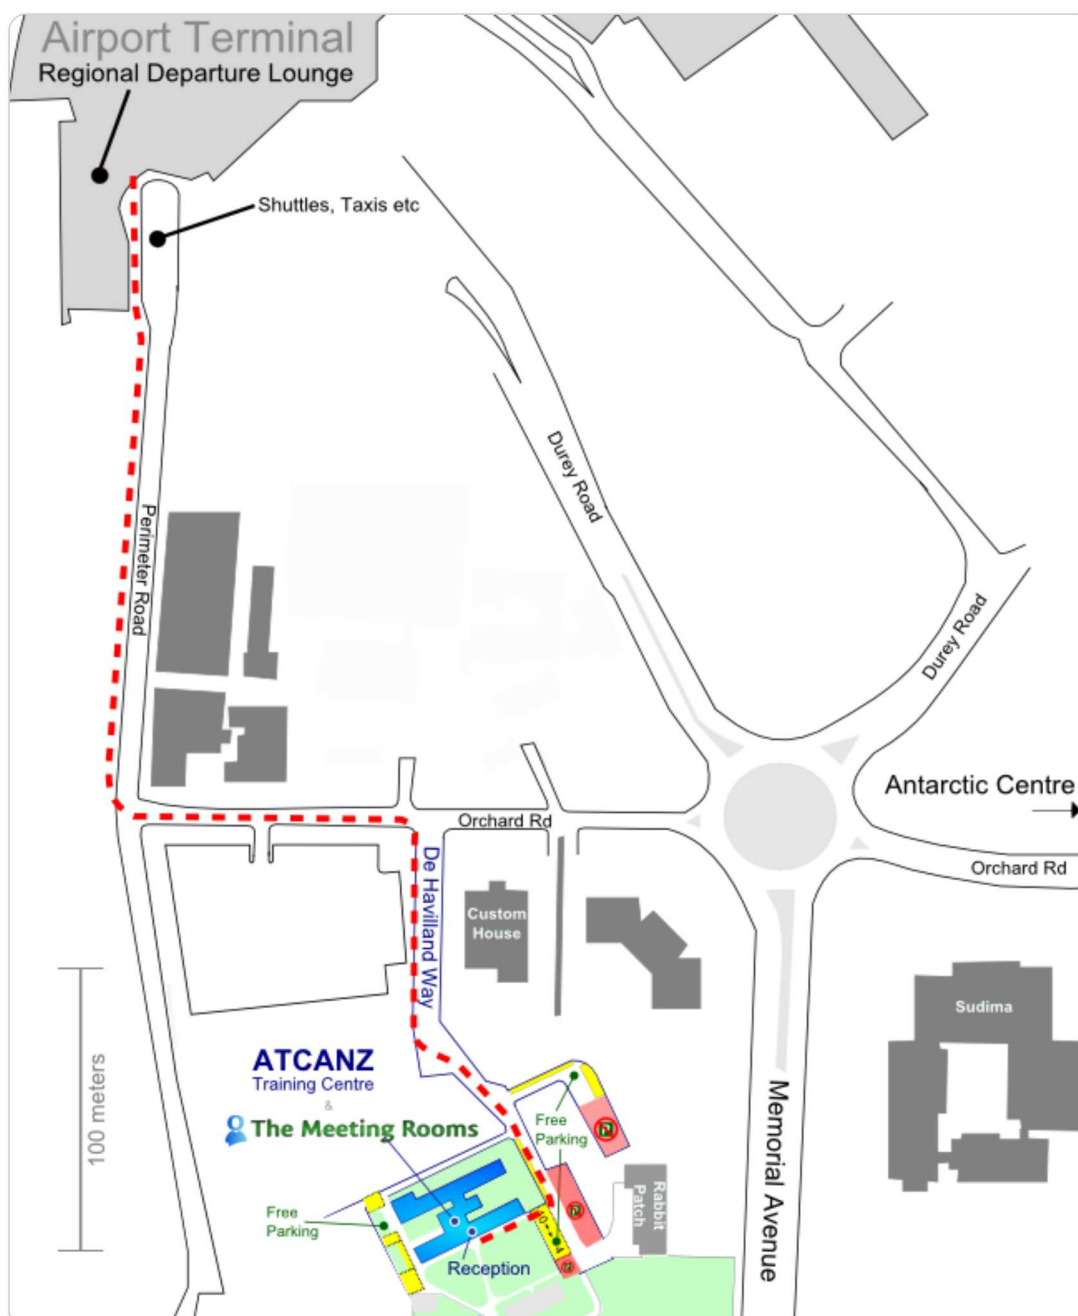 Airport Terminal
Regional Departure Lounge
Shuttles, Taxis etc
Durey Road
Perimeter Road
Durey Road
Antarctic Centre
Orchard Rd
Orchard Rd
De Havilland Way
Custom
House
Sudima
100 meters
ATCANZ
Training Centre
&
The Meeting Rooms
Free
Parking
Memorial Avenue
Rabbit
Patch
Free
Parking
Reception